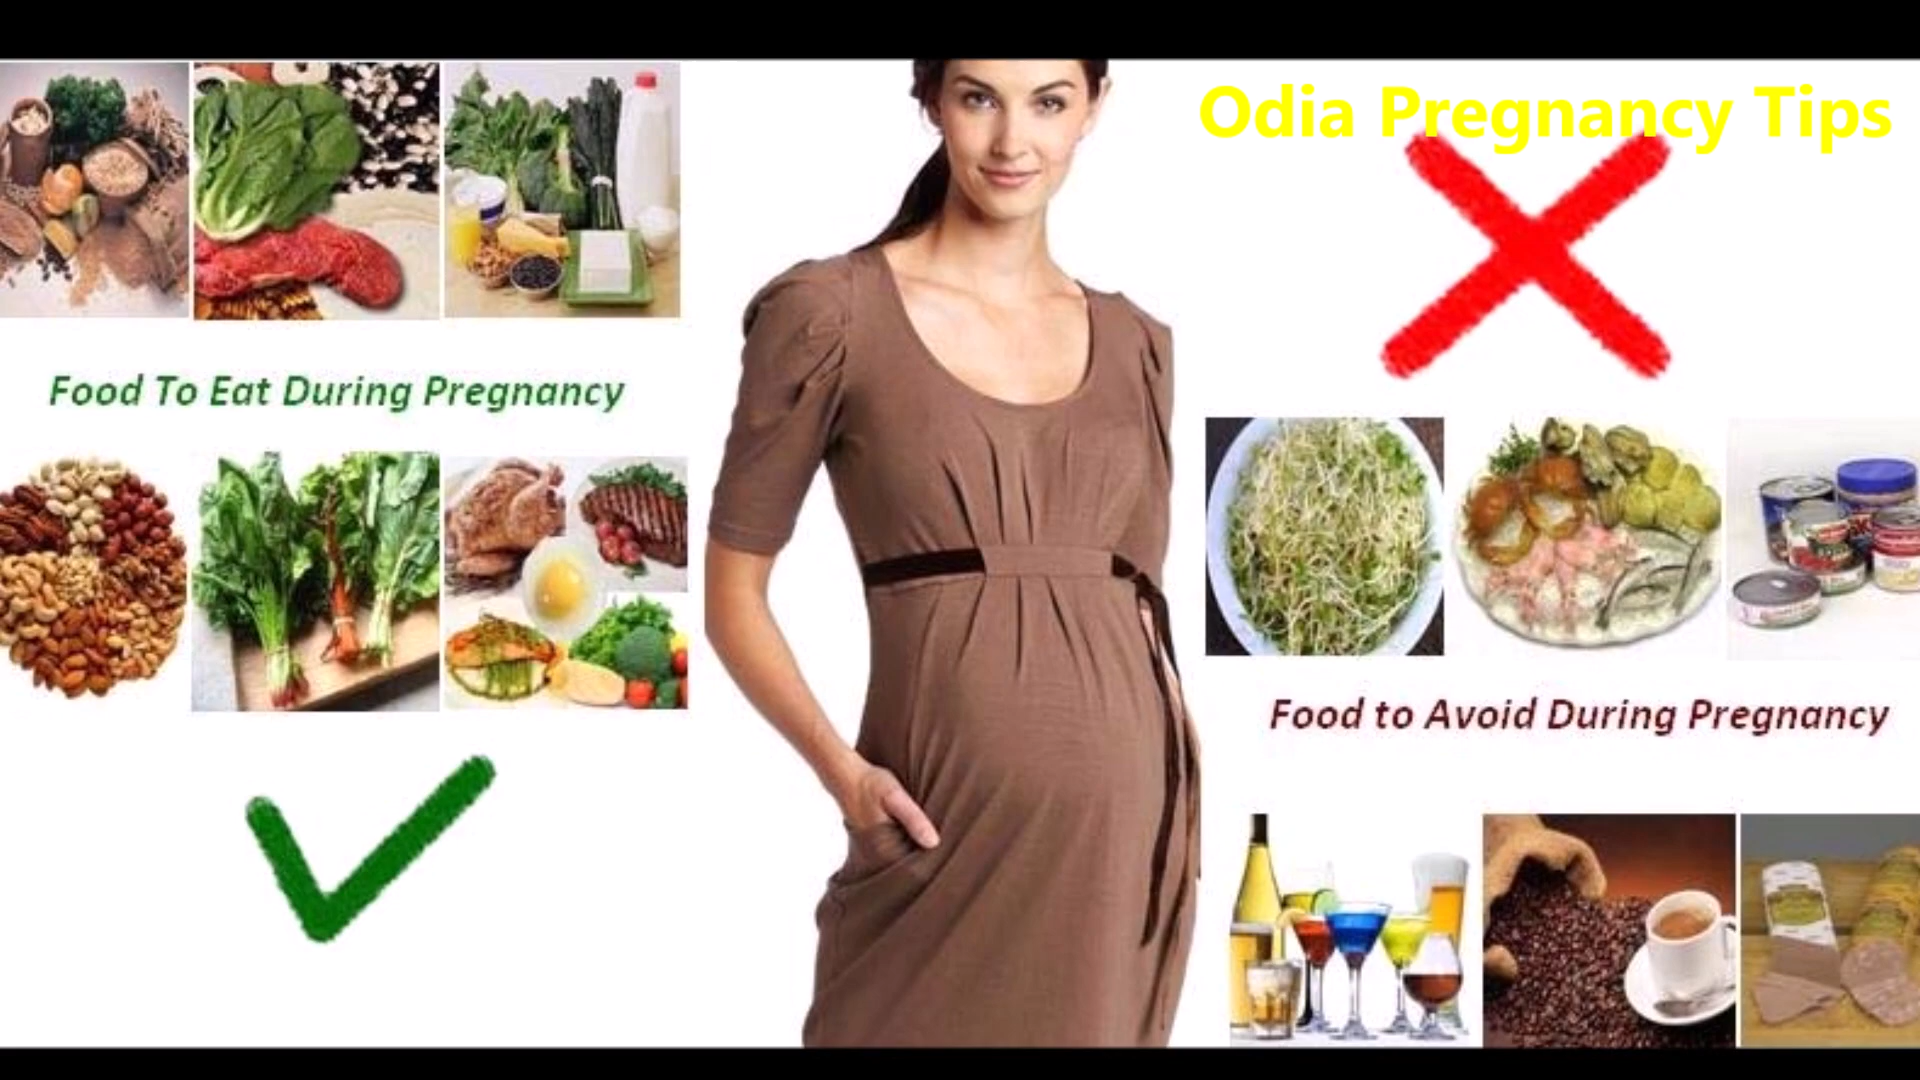 Odia Pregnancy Tips
Food To Eat During Pregnancy
Food to Avoid During Pregnancy